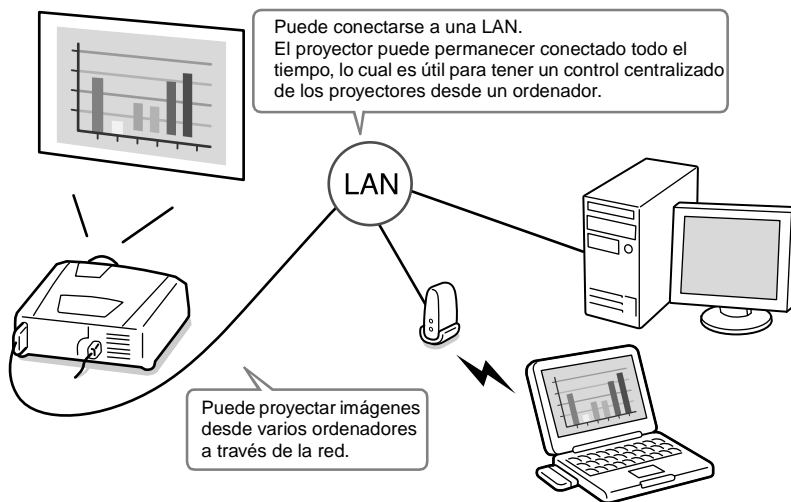 Puede conectarse a una LAN.
El proyector puede permanecer conectado todo el
tiempo, lo cual es útil para tener un control centralizado
de los proyectores desde un ordenador.
LAN
Puede proyectar imágenes
desde varios ordenadores
a través de la red.